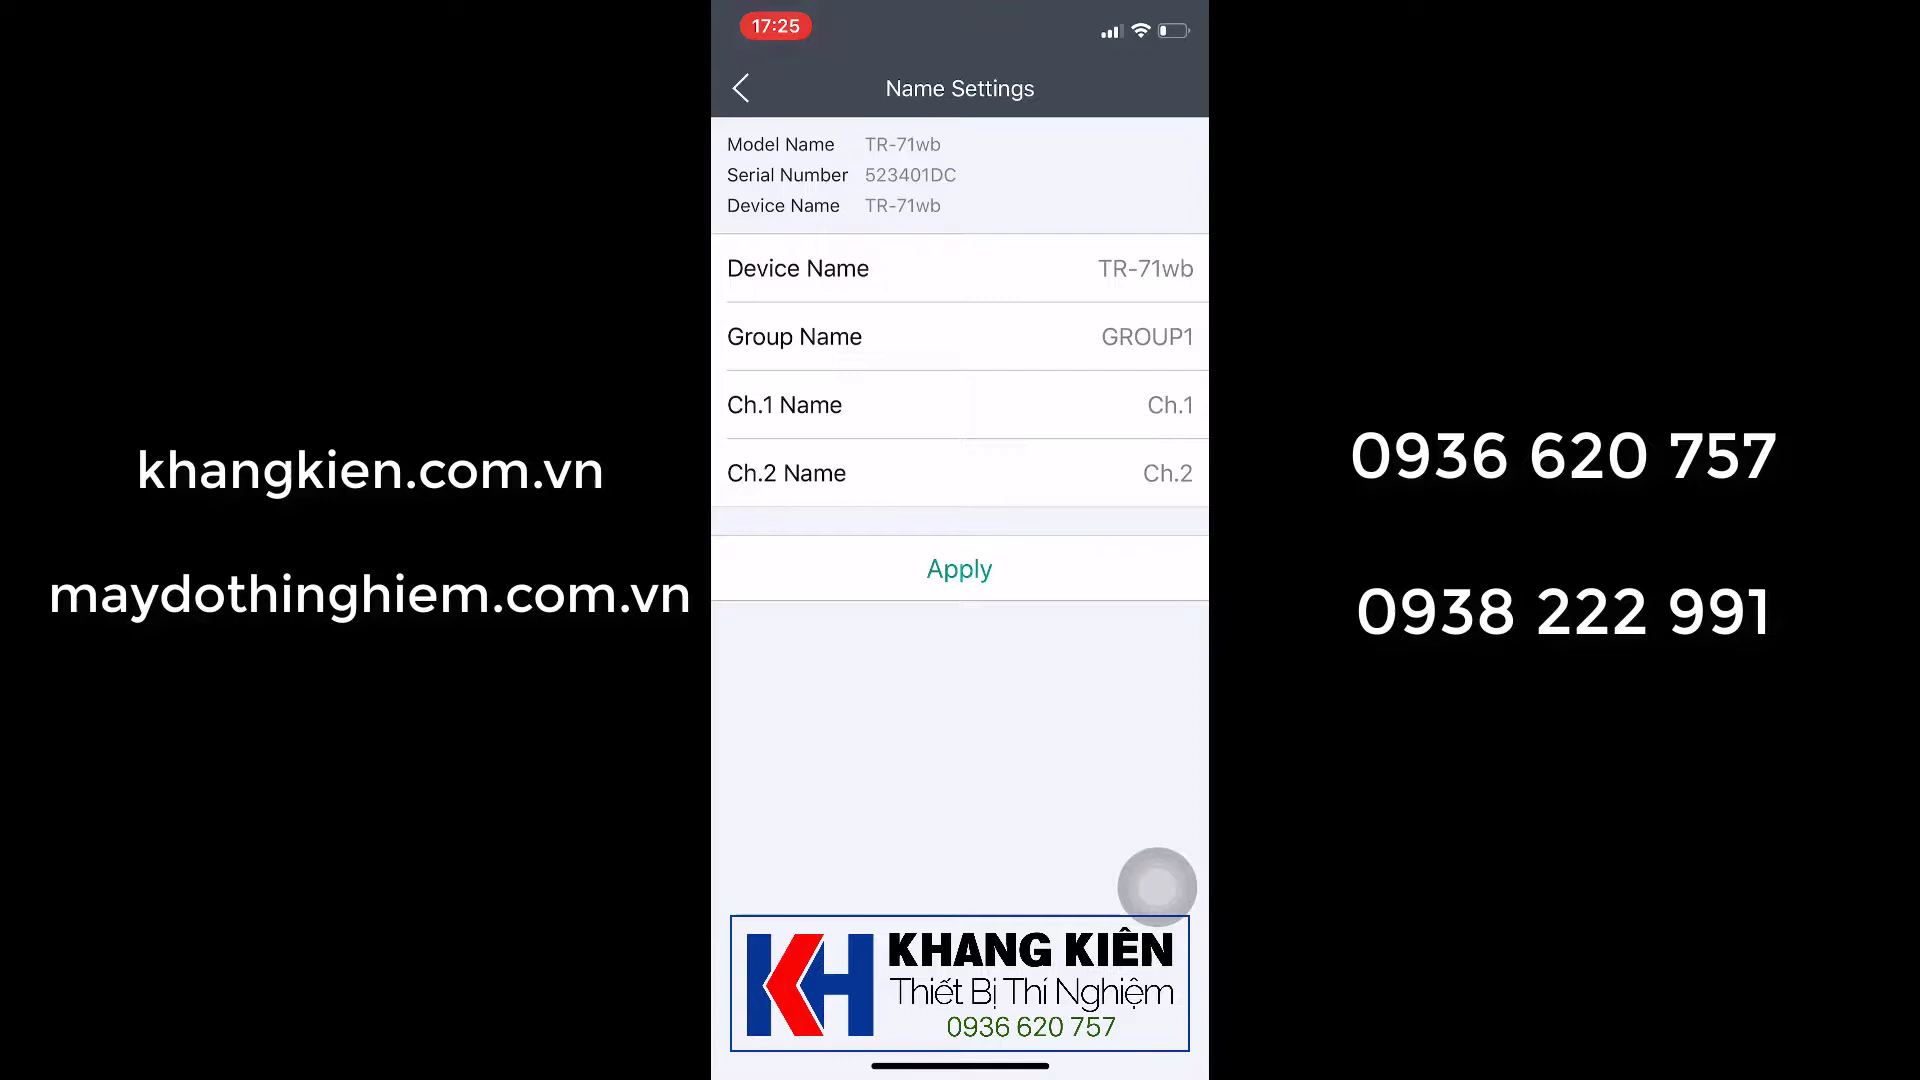 17:25
Name Settings
Model Name TR-71wb
Serial Number 523401DC
Device Name TR-71wb
Device Name TR-71wb
Group Name GROUP1
Ch.1 Name Ch.1
Ch.2 Name Ch.2
Apply
khangkien.com.vn
maydothinghiem.com.vn
0936 620 757
0938 222 991
KH KHANG KIÊN
Thiết Bị Thí Nghiệm
0936 620 757